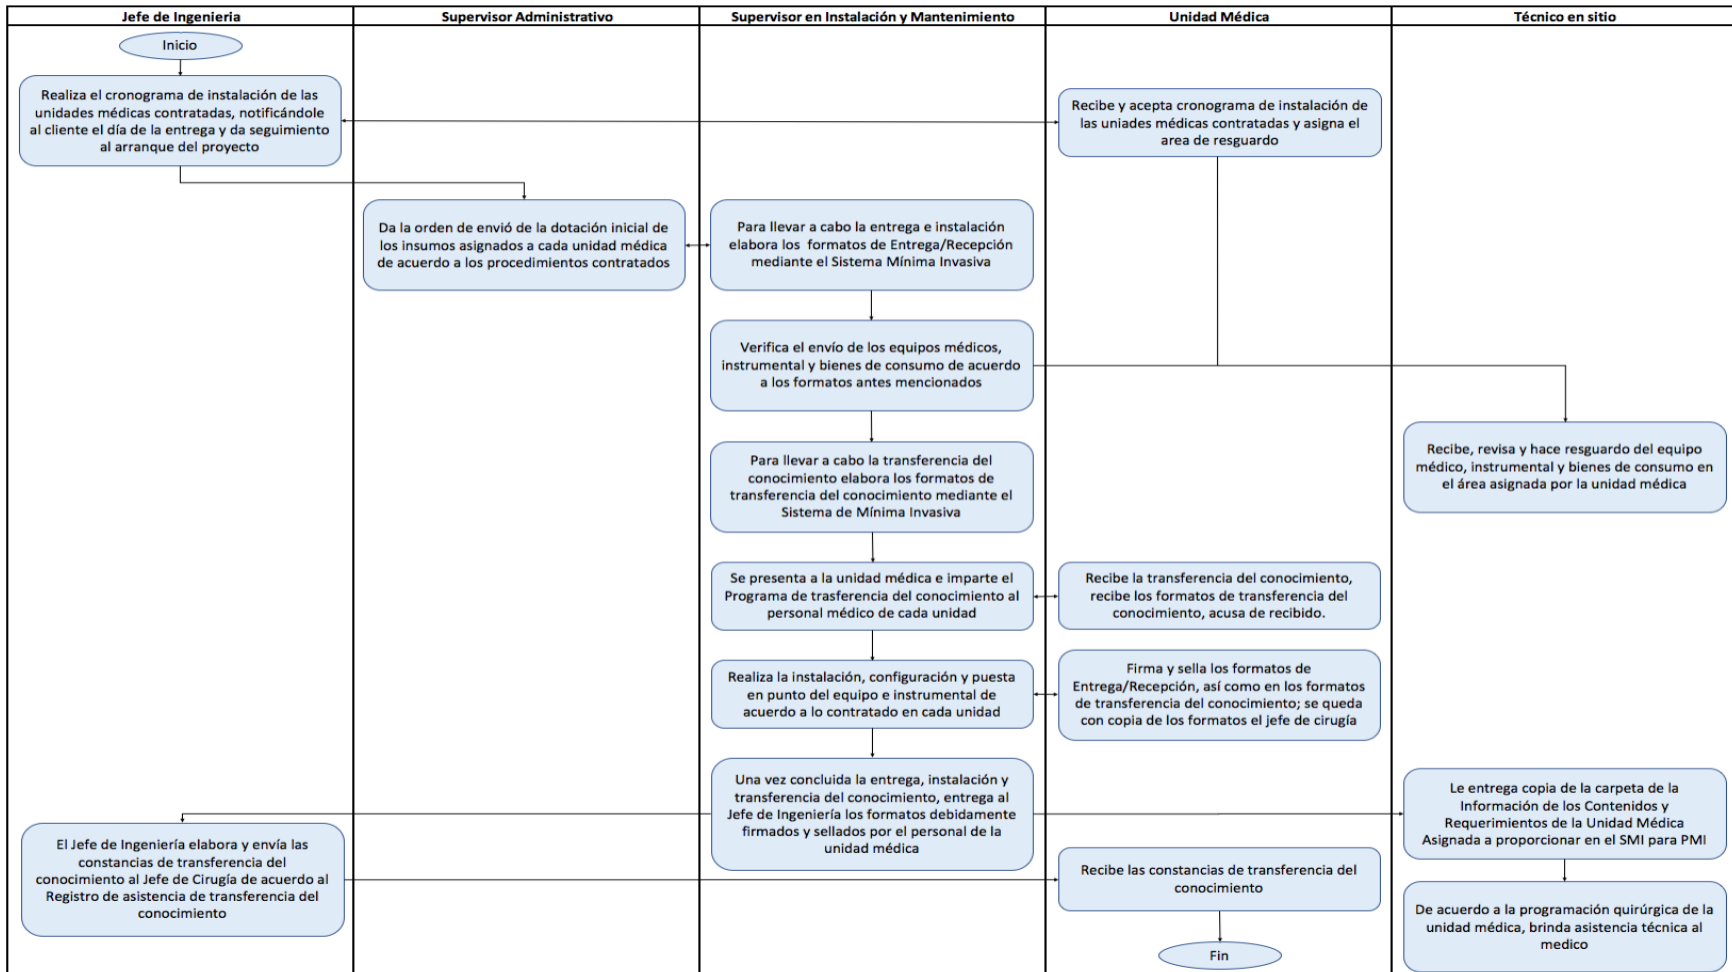 Jefe de Ingenieria
Supervisor Administrativo
Supervisor en Instalación y Mantenimiento
Unidad Médica
Técnico en sitio
Inicio
Realiza el cronograma de instalación de las
unidades médicas contratadas, notificándole
al cliente el día de la entrega y da seguimiento
al arranque del proyecto
Recibe y acepta cronograma de instalación de
las uniades médicas contratadas y asigna el
area de resguardo
Da la orden de envió de la dotación inicial de
los insumos asignados a cada unidad médica
de acuerdo a los procedimientos contratados
Para llevar a cabo la entrega e instalación
elabora los formatos de Entrega/Recepción
mediante el Sistema Mínima Invasiva
Verifica el envío de los equipos médicos,
instrumental y bienes de consumo de acuerdo
a los formatos antes mencionados
Recibe, revisa y hace resguardo del equipo
médico, instrumental y bienes de consumo en
el área asignada por la unidad médica
Para llevar a cabo la transferencia del
conocimiento elabora los formatos de
transferencia del conocimiento mediante el
Sistema de Mínima Invasiva
Se presenta a la unidad médica e imparte el
Programa de trasferencia del conocimiento al
personal médico de cada unidad
Recibe la transferencia del conocimiento,
recibe los formatos de transferencia del
conocimiento, acusa de recibido.
Realiza la instalación, configuración y puesta
en punto del equipo e instrumental de
acuerdo a lo contratado en cada unidad
Firma y sella los formatos de
Entrega/Recepción, así como en los formatos
de transferencia del conocimiento; se queda
con copia de los formatos el jefe de cirugía
Una vez concluida la entrega, instalación y
transferencia del conocimiento, entrega al
Jefe de Ingeniería los formatos debidamente
firmados y sellados por el personal de la
unidad médica
Le entrega copia de la carpeta de la
Información de los Contenidos y
Requerimientos de la Unidad Médica
Asignada a proporcionar en el SMI para PMI
El Jefe de Ingeniería elabora y envía las
constancias de transferencia del
conocimiento al Jefe de Cirugía de acuerdo al
Registro de asistencia de transferencia del
conocimiento
Recibe las constancias de transferencia del
conocimiento
De acuerdo a la programación quirúrgica de la
unidad médica, brinda asistencia técnica al
medico
Fin